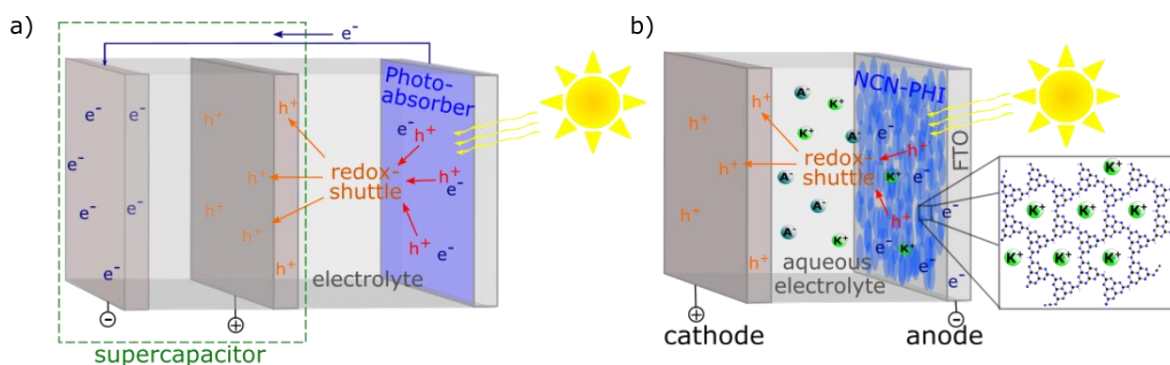 a)
e⁻
Photo-
absorber
e⁻ e⁻ h⁺ h⁺ e⁻ h⁺
e⁻ e⁻ h⁺ redox- h⁺ e⁻
e⁻ e⁻ h⁺ shuttle
e⁻ h⁺ h⁺ h⁺ e⁻
e⁻ h⁺ electrolyte
⊖ ⊕
supercapacitor
b)
NCN-PHI
FTO
h⁺ h⁺ A⁻ K⁺ e⁻
h⁺ K⁺ A⁻ h⁺
h⁺ redox- e⁻
A⁻ shuttle K⁺ e⁻
h⁺ A⁻ h⁺ e⁻
h⁺ K⁺ e⁻ K⁺ e⁻
aqueous
electrolyte e⁻
K⁺
K⁺ K⁺ K⁺
K⁺ K⁺ K⁺
⊕ ⊖
cathode anode